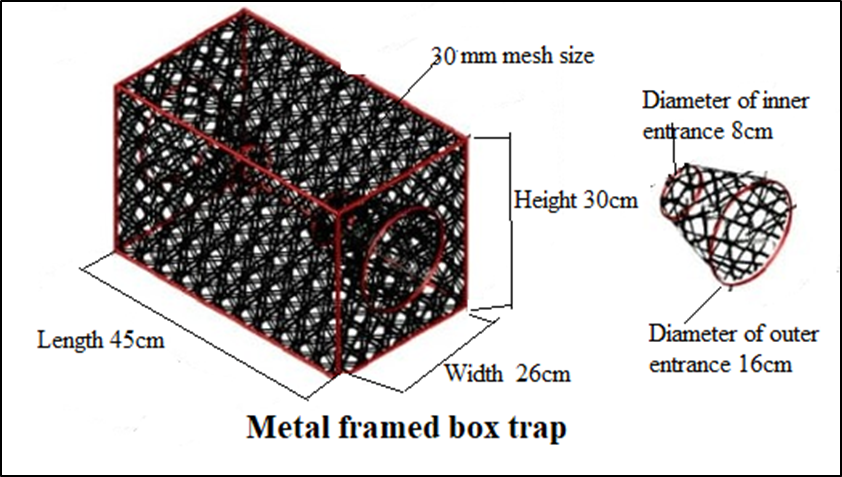 30 mm mesh size
Diameter of inner
entrance 8cm
Height 30cm
Length 45cm
Width 26cm
Diameter of outer
entrance 16cm
Metal framed box trap